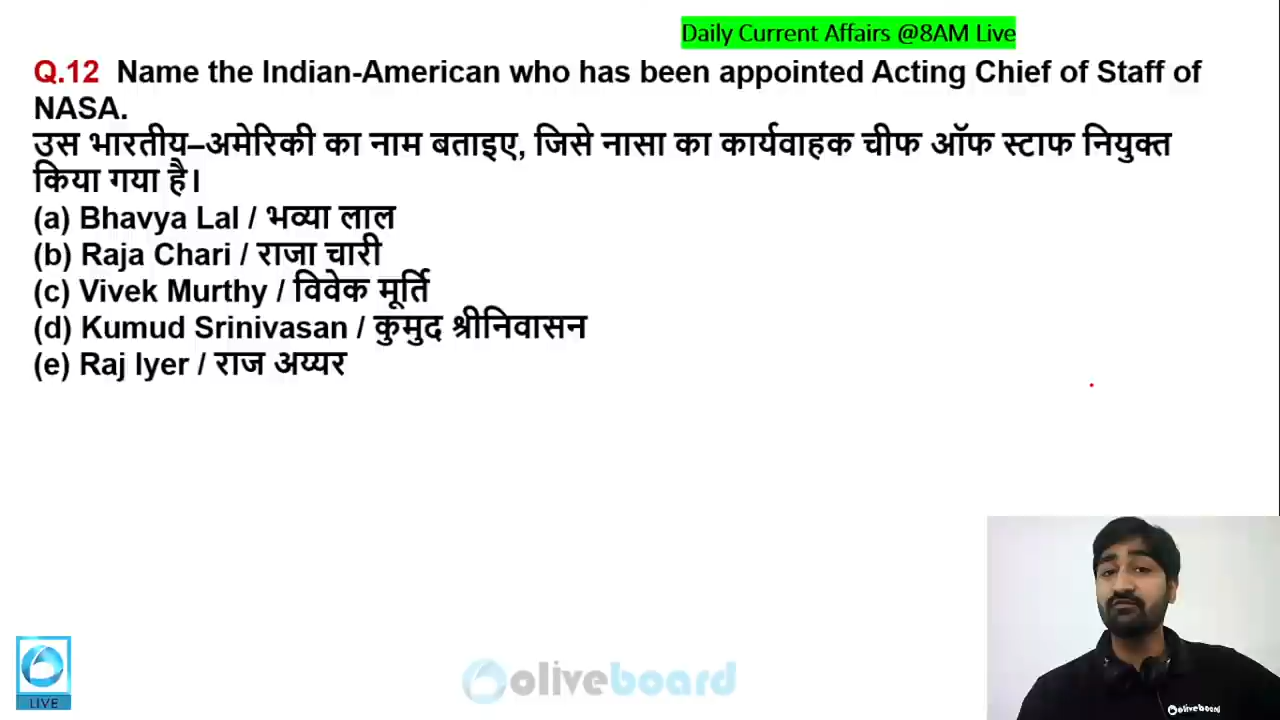 Daily Current Affairs @8AM Live
Q.12 Name the Indian-American who has been appointed Acting Chief of Staff of
NASA.
उस भारतीय–अमेरिकी का नाम बताइए, जिसे नासा का कार्यवाहक चीफ ऑफ स्टाफ नियुक्त
किया गया है।
(a) Bhavya Lal / भव्या लाल
(b) Raja Chari / राजा चारी
(c) Vivek Murthy / विवेक मूर्ति
(d) Kumud Srinivasan / कुमुद श्रीनिवासन
(e) Raj Iyer / राज अय्यर
oliveboard
LIVE
oliveboard